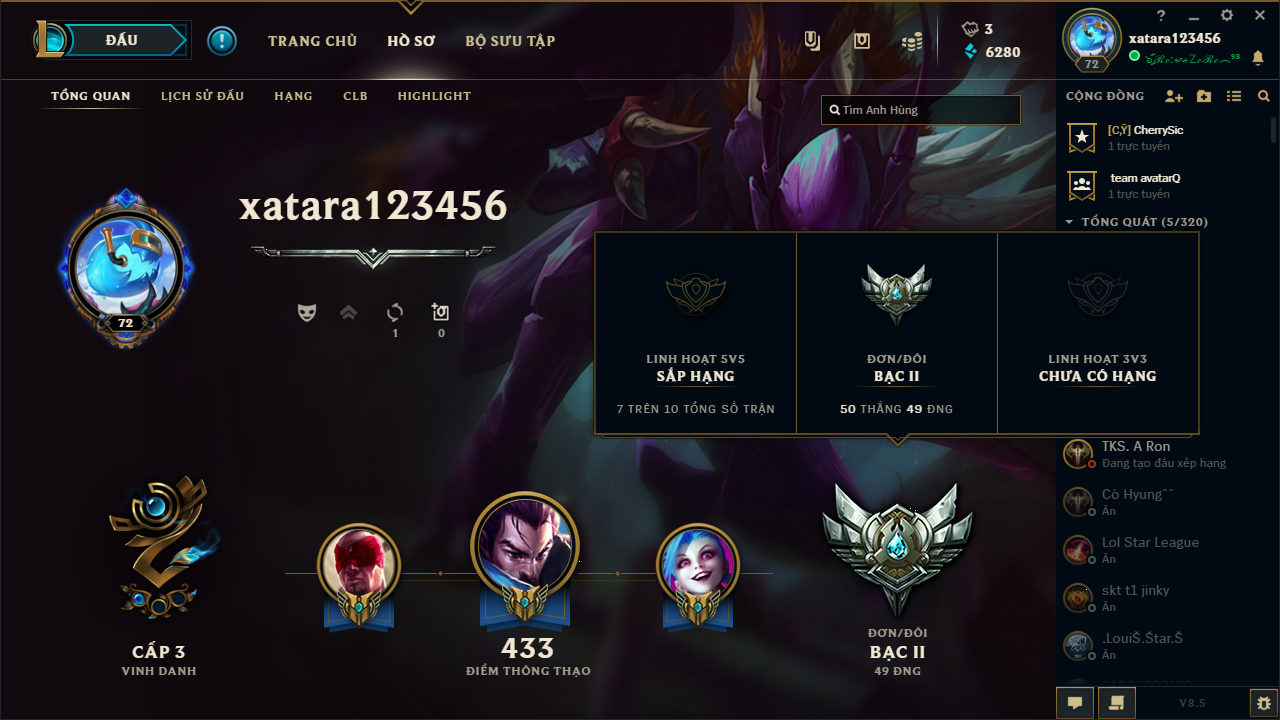 ĐẤU
TRANG CHỦ
HỒ SƠ
BỘ SƯU TẬP
3
6280
72
xatara123456
TỔNG QUAN
LỊCH SỬ ĐẤU
HẠNG
CLB
HIGHLIGHT
Tìm Anh Hùng
CỘNG ĐỒNG
[C,Ÿ] CherrySic
1 trực tuyến
team avatarQ
1 trực tuyến
TỔNG QUÁT (5/320)
xatara123456
72
1
0
LINH HOẠT 5V5
SẮP HẠNG
7 TRÊN 10 TỔNG SỐ TRẬN
ĐƠN/ĐÔI
BẠC II
50 THẮNG 49 ĐNG
LINH HOẠT 3V3
CHƯA CÓ HẠNG
TKS. A Ron
Đang tạo đấu xếp hạng
Cò Hyung^^
Ẩn
Lol Star League
Ẩn
skt t1 jinky
Ẩn
.LouiŠ.Štar.Š
Ẩn
CẤP 3
VINH DANH
433
ĐIỂM THÔNG THẠO
ĐƠN/ĐÔI
BẠC II
49 ĐNG
V8.5